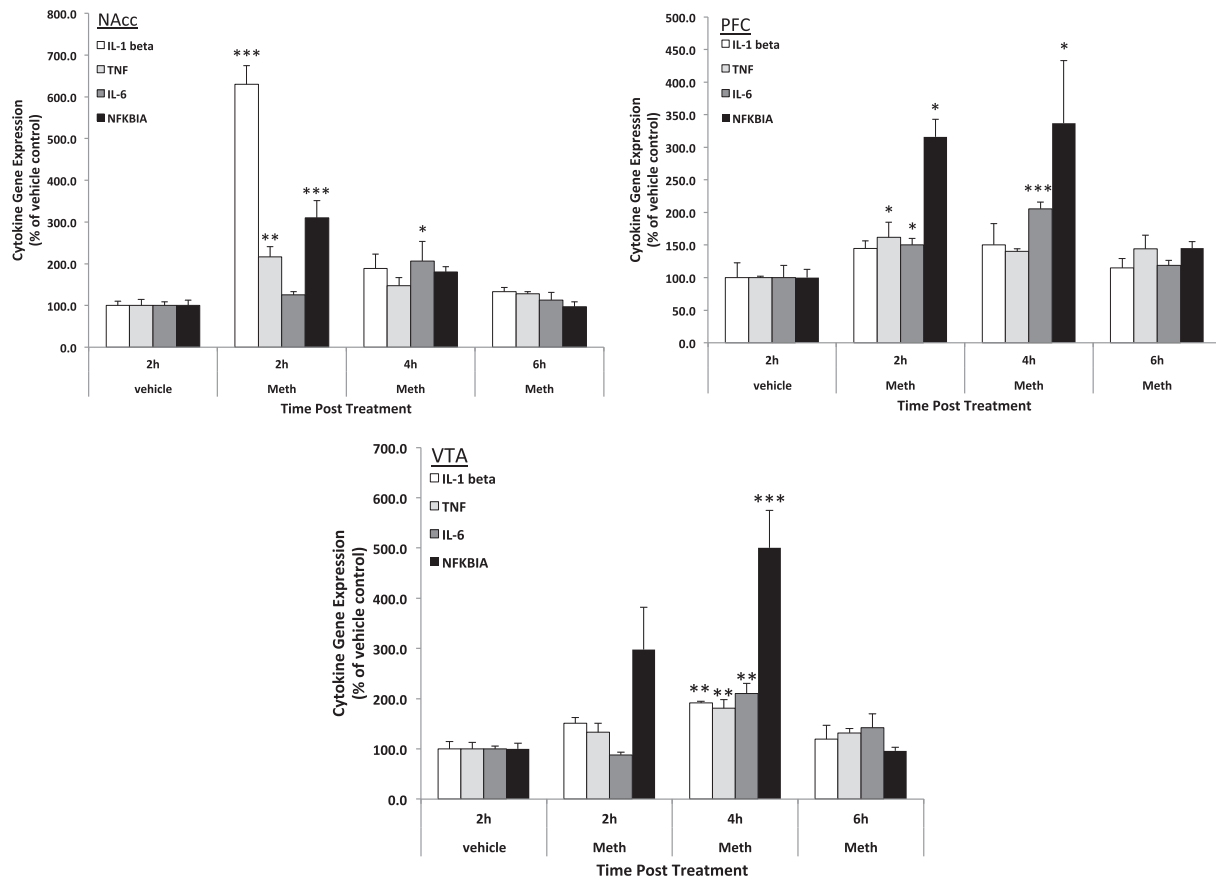 NAcc
IL-1 beta
TNF
IL-6
NFKBIA
Cytokine Gene Expression
(% of vehicle control)
800.0
700.0
600.0
500.0
400.0
300.0
200.0
100.0
0.0
***
**
***
*
2h 2h 4h 6h
vehicle Meth Meth Meth
Time Post Treatment
PFC
IL-1 beta
TNF
IL-6
NFKBIA
Cytokine Gene Expression
(% of vehicle control)
500.0
450.0
400.0
350.0
300.0
250.0
200.0
150.0
100.0
50.0
0.0
*
*
*
***
*
2h 2h 4h 6h
vehicle Meth Meth Meth
Time Post Treatment
VTA
IL-1 beta
TNF
IL-6
NFKBIA
Cytokine Gene Expression
(% of vehicle control)
700.0
600.0
500.0
400.0
300.0
200.0
100.0
0.0
**
**
**
***
2h 2h 4h 6h
vehicle Meth Meth Meth
Time Post Treatment